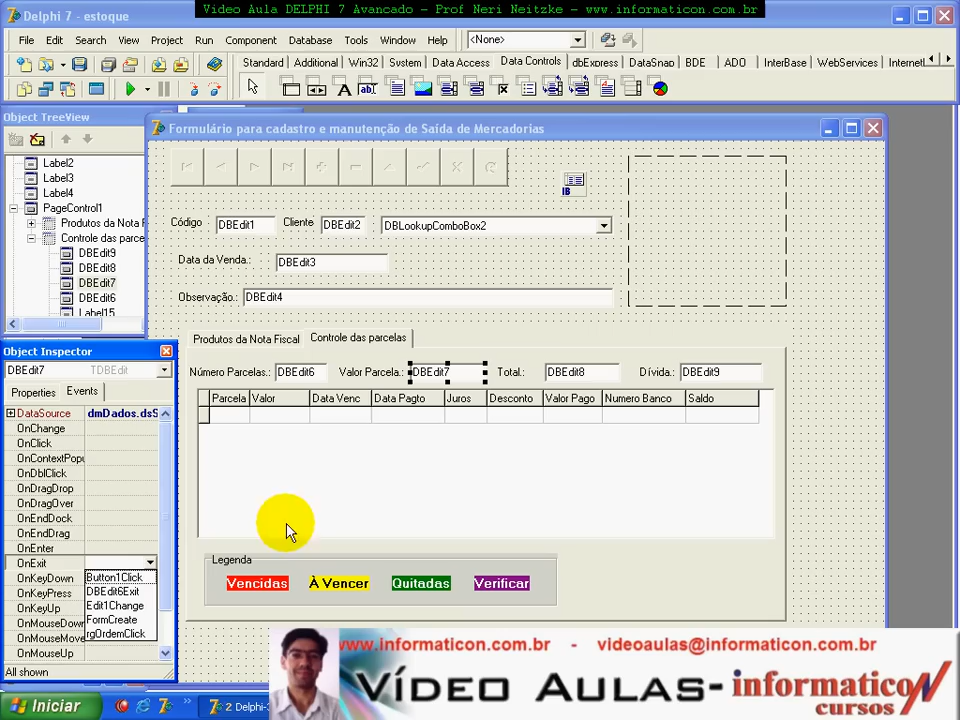 Video Aula DELPHI 7 Avancado - Prof Neri Neitzke - www.informaticon.com.br
Delphi 7 - estoque
File Edit Search View Project Run Component Database Tools Window Help <None>
Standard Additional Win32 System Data Access Data Controls dbExpress DataSnap BDE ADO InterBase WebServices Internet
Object TreeView
Label2
Label3
Label4
PageControl1
Produtos da Nota F
Controle das parce
DBEdit9
DBEdit8
DBEdit7
DBEdit6
Label15
Formulário para cadastro e manutenção de Saída de Mercadorias
IB
Código DBEdit1 Cliente DBEdit2 DBLookupComboBox2
Data da Venda.: DBEdit3
Observação.: DBEdit4
Produtos da Nota Fiscal Controle das parcelas
Número Parcelas.: DBEdit6 Valor Parcela.: DBEdit7 Total.: DBEdit8 Dívida.: DBEdit9
Parcela Valor Data Venc Data Pagto Juros Desconto Valor Pago Numero Banco Saldo
Legenda
Vencidas À Vencer Quitadas Verificar
Object Inspector
DBEdit7 TDBEdit
Properties Events
DataSource dmDados.dsS
OnChange
OnClick
OnContextPopu
OnDblClick
OnDragDrop
OnDragOver
OnEndDock
OnEndDrag
OnEnter
OnExit
OnKeyDown Button1Click
OnKeyPress DBEdit6Exit
OnKeyUp Edit1Change
OnMouseDown FormCreate
OnMouseMove rgOrdemClick
OnMouseUp
All shown
www.informaticon.com.br - videoaulas@informaticon.com.br
VÍDEO AULAS- informaticoN
cursos
Iniciar 2 Delphi-